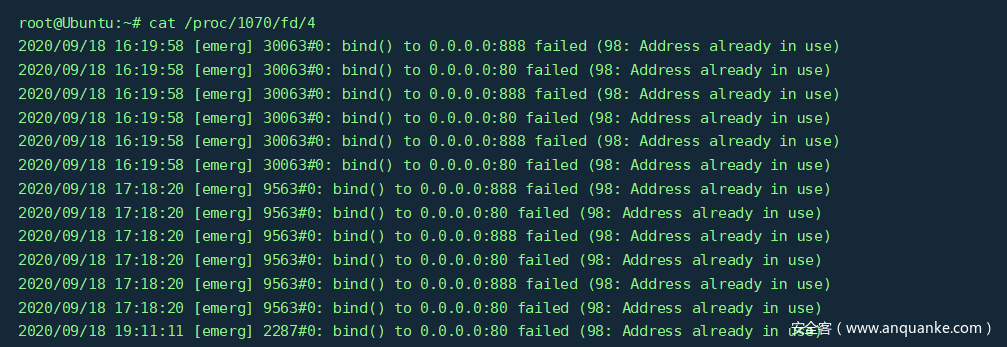 root@Ubuntu:~# cat /proc/1070/fd/4
2020/09/18 16:19:58 [emerg] 30063#0: bind() to 0.0.0.0:888 failed (98: Address already in use)
2020/09/18 16:19:58 [emerg] 30063#0: bind() to 0.0.0.0:80 failed (98: Address already in use)
2020/09/18 16:19:58 [emerg] 30063#0: bind() to 0.0.0.0:888 failed (98: Address already in use)
2020/09/18 16:19:58 [emerg] 30063#0: bind() to 0.0.0.0:80 failed (98: Address already in use)
2020/09/18 16:19:58 [emerg] 30063#0: bind() to 0.0.0.0:888 failed (98: Address already in use)
2020/09/18 16:19:58 [emerg] 30063#0: bind() to 0.0.0.0:80 failed (98: Address already in use)
2020/09/18 17:18:20 [emerg] 9563#0: bind() to 0.0.0.0:888 failed (98: Address already in use)
2020/09/18 17:18:20 [emerg] 9563#0: bind() to 0.0.0.0:80 failed (98: Address already in use)
2020/09/18 17:18:20 [emerg] 9563#0: bind() to 0.0.0.0:888 failed (98: Address already in use)
2020/09/18 17:18:20 [emerg] 9563#0: bind() to 0.0.0.0:80 failed (98: Address already in use)
2020/09/18 17:18:20 [emerg] 9563#0: bind() to 0.0.0.0:888 failed (98: Address already in use)
2020/09/18 17:18:20 [emerg] 9563#0: bind() to 0.0.0.0:80 failed (98: Address already in use)
2020/09/18 19:11:11 [emerg] 2287#0: bind() to 0.0.0.0:80 failed (98: Address already in use)
安全客（www.anquanke.com）